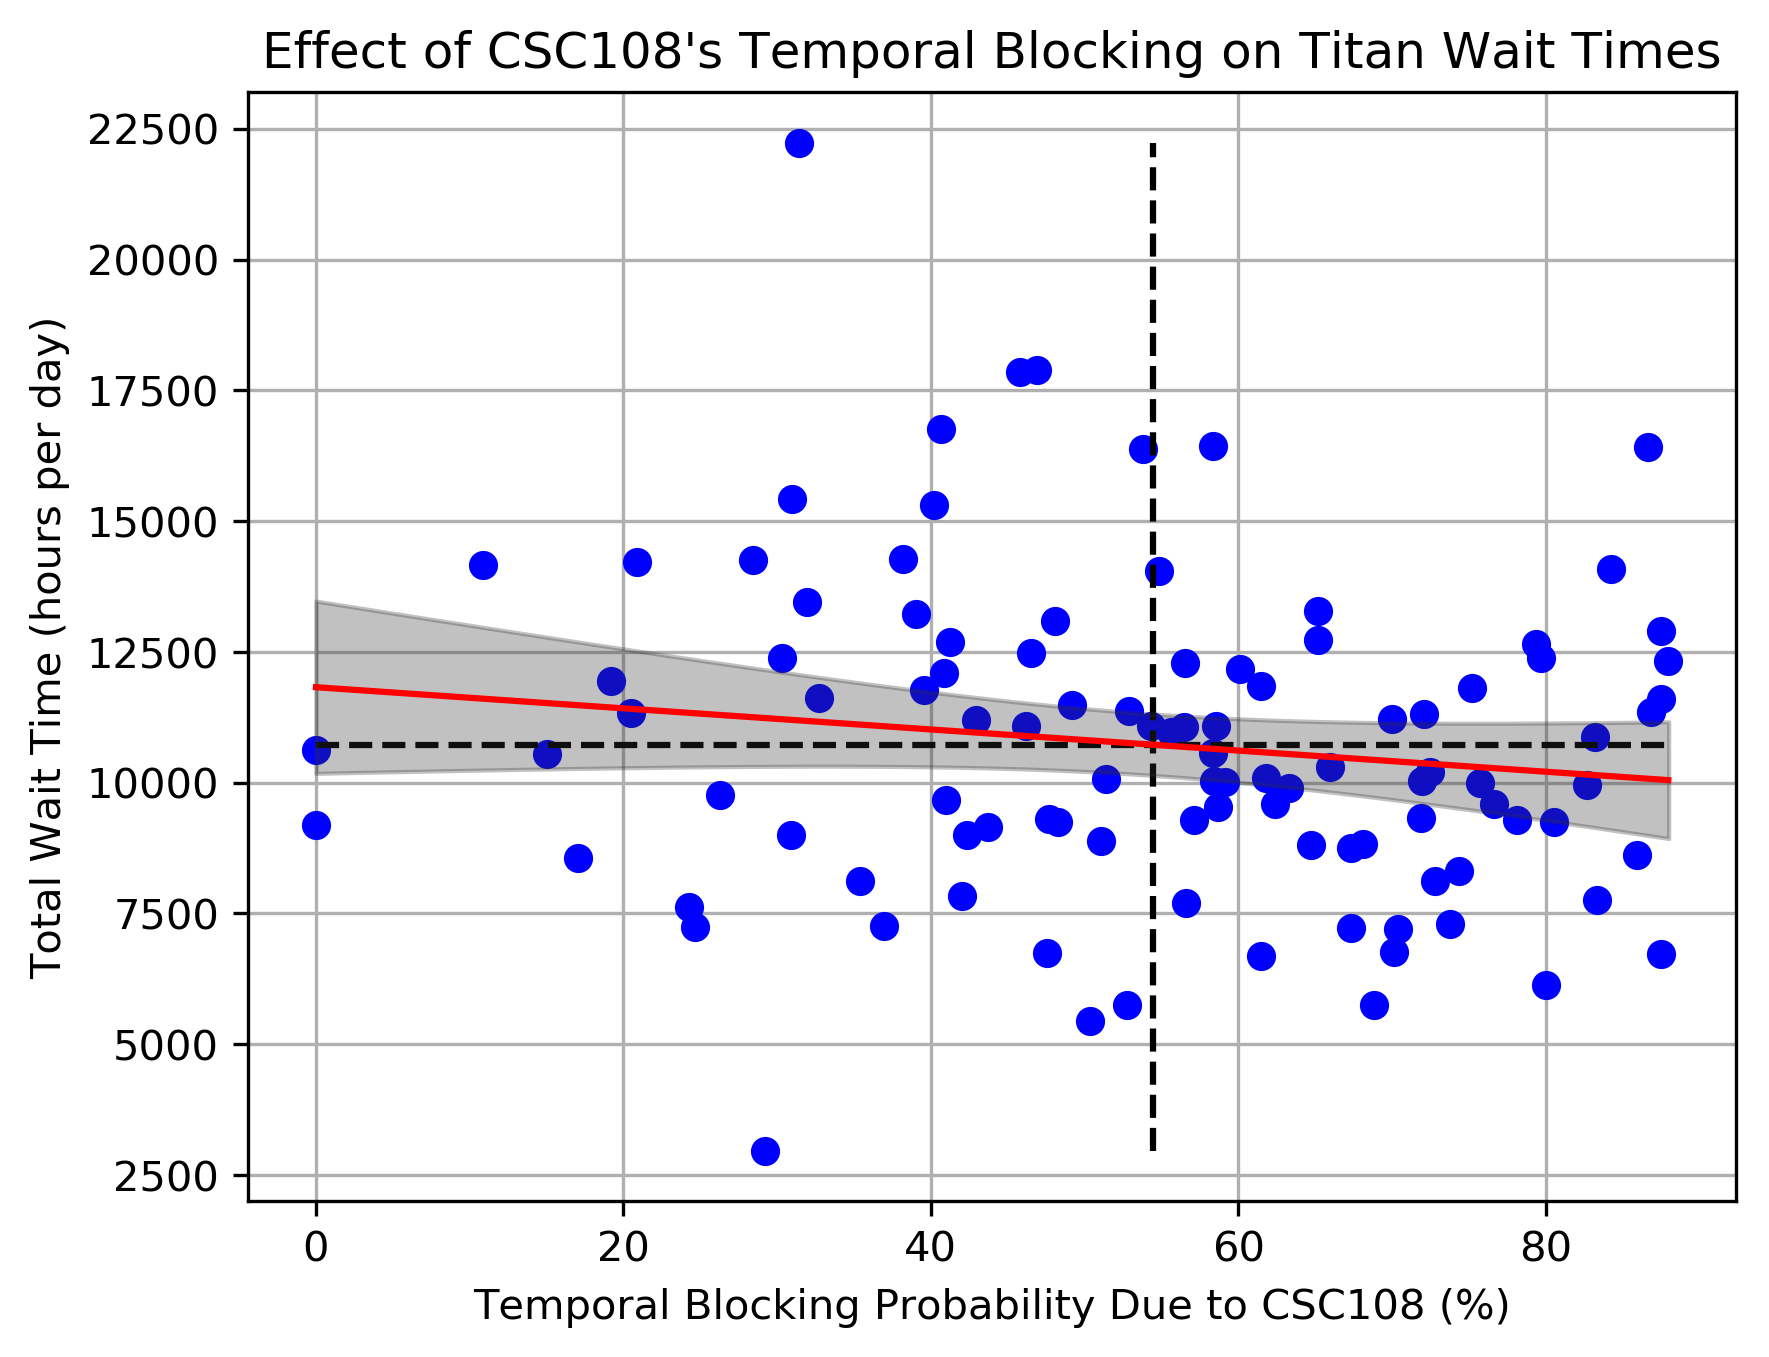 Effect of CSC108's Temporal Blocking on Titan Wait Times
Total Wait Time (hours per day)
22500
20000
17500
15000
12500
10000
7500
5000
2500
0 20 40 60 80
Temporal Blocking Probability Due to CSC108 (%)